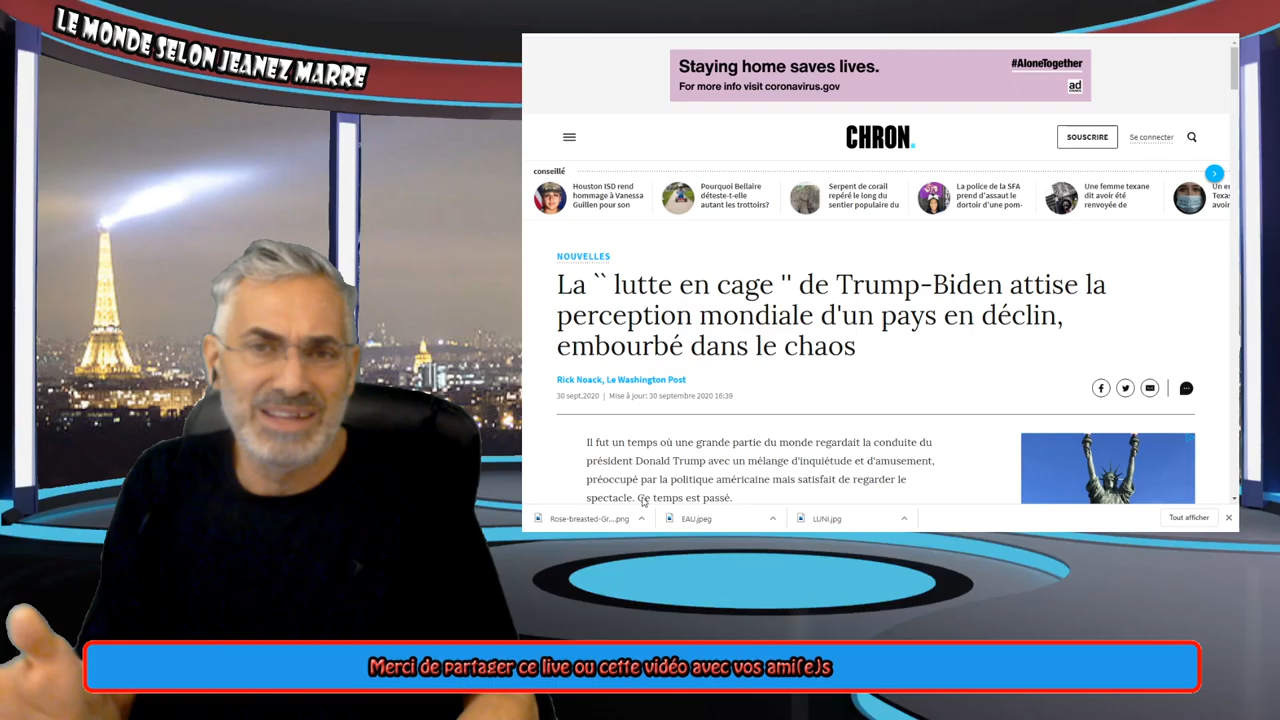 LE MONDE SELON JEANEZ MARRE
Staying home saves lives.
For more info visit coronavirus.gov
#AloneTogether
ad
CHRON.
SOUSCRIRE
Se connecter
conseillé
Houston ISD rend
hommage à Vanessa
Guillen pour son
Pourquoi Bellaire
déteste-t-elle
autant les trottoirs?
Serpent de corail
repéré le long du
sentier populaire du
La police de la SFA
prend d'assaut le
dortoir d'une pom-
Une femme texane
dit avoir été
renvoyée de
Un e
Texa
avoir
NOUVELLES
La `` lutte en cage '' de Trump-Biden attise la
perception mondiale d'un pays en déclin,
embourbé dans le chaos
Rick Noack, Le Washington Post
30 sept.2020 | Mise à jour: 30 septembre 2020 16:39
Il fut un temps où une grande partie du monde regardait la conduite du
président Donald Trump avec un mélange d'inquiétude et d'amusement,
préoccupé par la politique américaine mais satisfait de regarder le
spectacle. Ce temps est passé.
Rose-breasted-Gr....png
EAU.jpeg
LUNI.jpg
Tout afficher
Merci de partager ce live ou cette vidéo avec vos ami(e)s